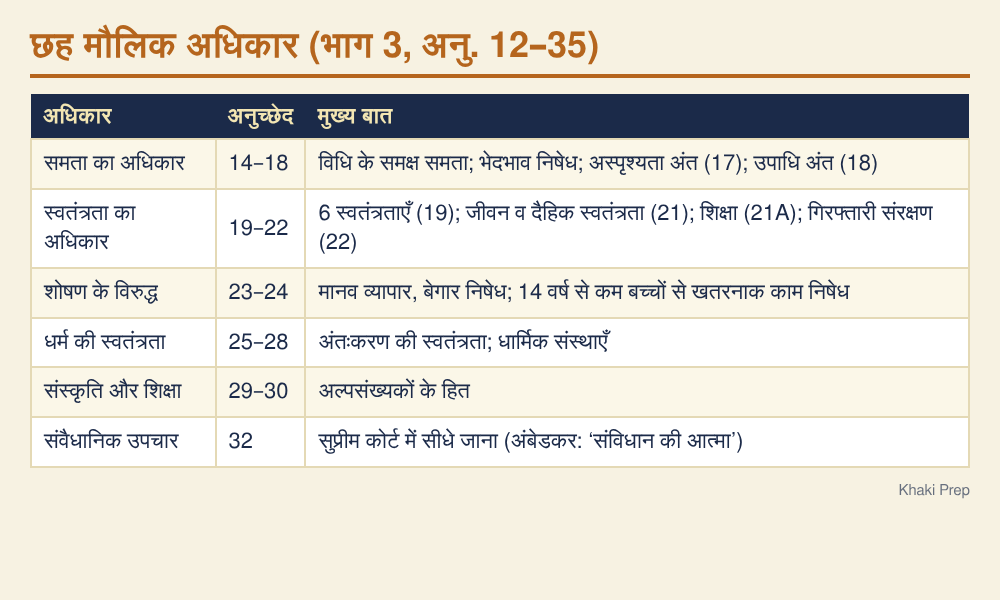 छह मौलिक अधिकार (भाग 3, अनु. 12–35)
अधिकार अनुच्छेद मुख्य बात
समता का अधिकार 14–18 विधि के समक्ष समता; भेदभाव निषेध; अस्पृश्यता अंत (17); उपाधि अंत (18)
स्वतंत्रता का
अधिकार
19–22
6 स्वतंत्रताएँ (19); जीवन व दैहिक स्वतंत्रता (21); शिक्षा (21A); गिरफ्तारी संरक्षण
(22)
शोषण के विरुद्ध 23–24 मानव व्यापार, बेगार निषेध; 14 वर्ष से कम बच्चों से खतरनाक काम निषेध
धर्म की स्वतंत्रता 25–28 अंतःकरण की स्वतंत्रता; धार्मिक संस्थाएँ
संस्कृति और शिक्षा 29–30 अल्पसंख्यकों के हित
संवैधानिक उपचार 32 सुप्रीम कोर्ट में सीधे जाना (अंबेडकर: ‘संविधान की आत्मा’)
Khaki Prep